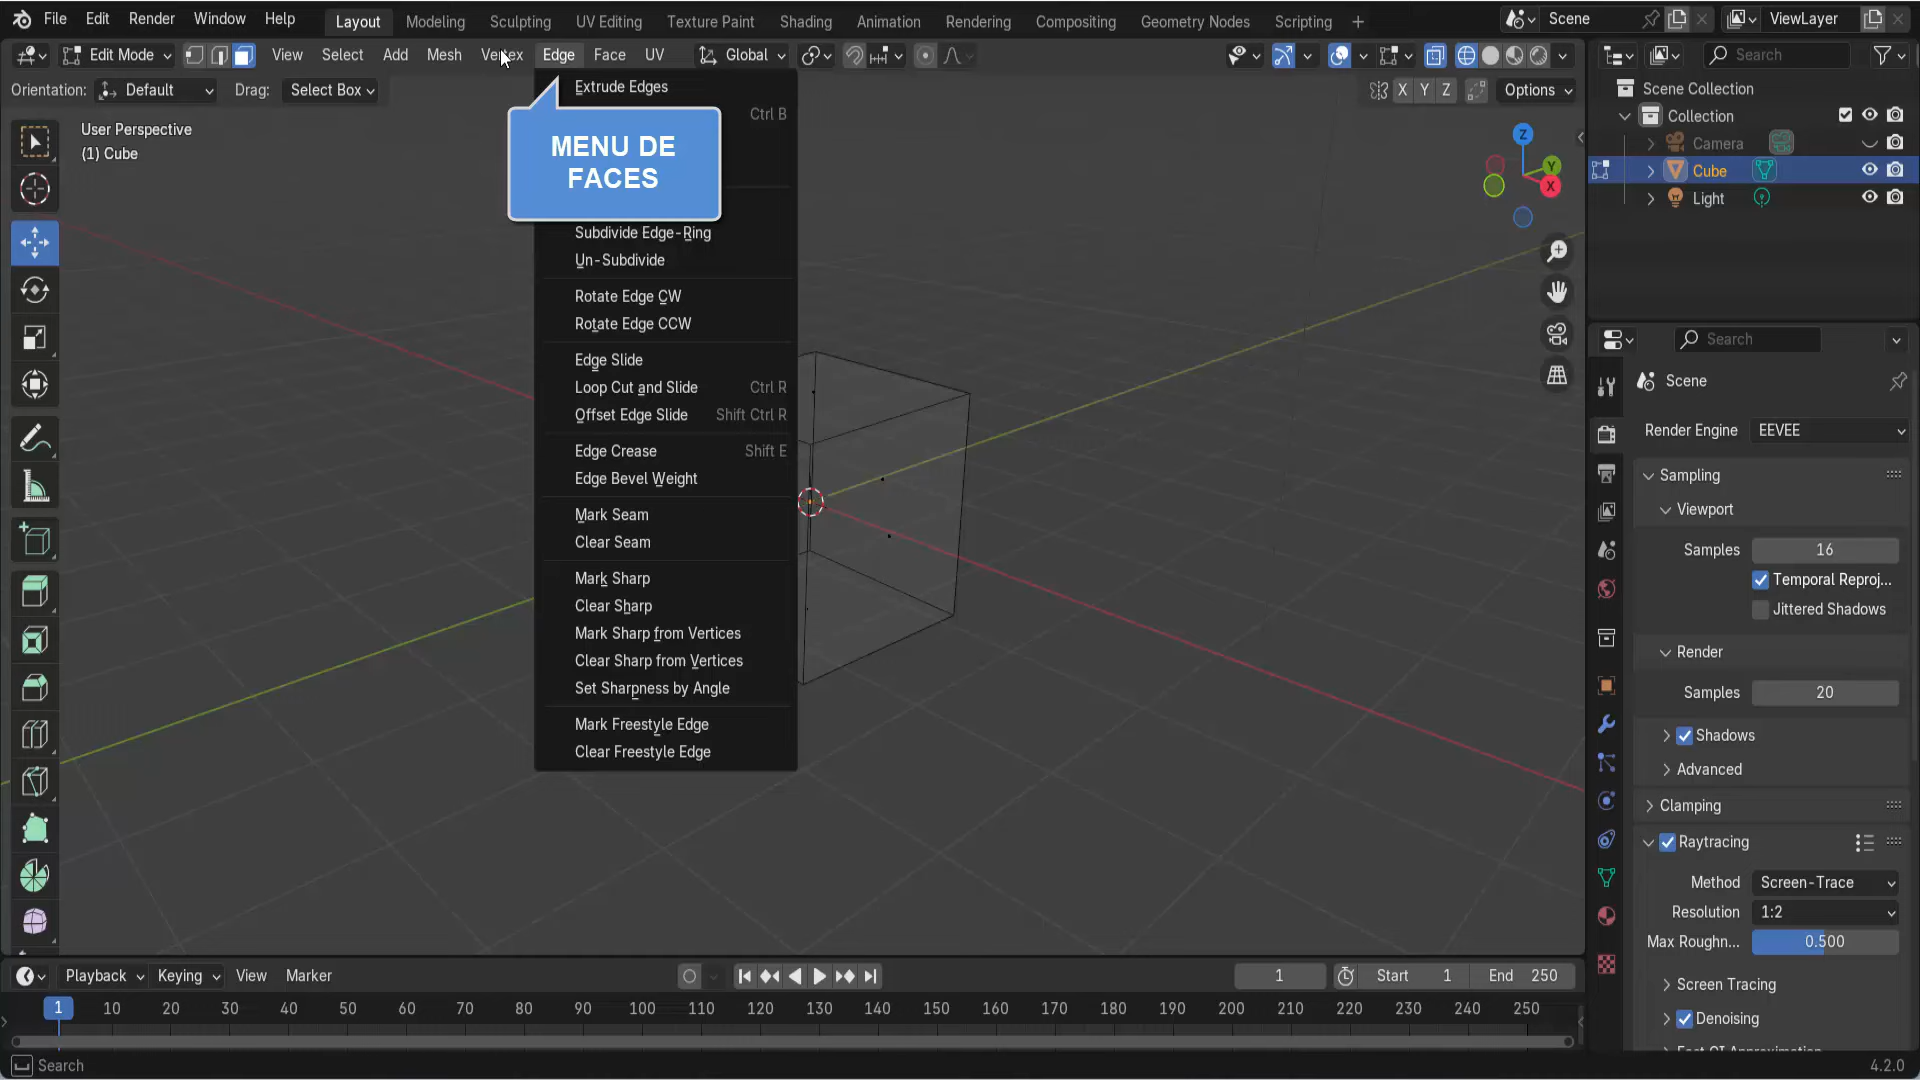 File Edit Render Window Help Layout Modeling Sculpting UV Editing Texture Paint Shading Animation Rendering Compositing Geometry Nodes Scripting + Scene ViewLayer
Edit Mode View Select Add Mesh Vertex Edge Face UV Global Search
Orientation: Default Drag: Select Box X Y Z Options
User Perspective
(1) Cube
Extrude Edges
Ctrl B
MENU DE
FACES
Subdivide Edge-Ring
Un-Subdivide
Rotate Edge CW
Rotate Edge CCW
Edge Slide
Loop Cut and Slide Ctrl R
Offset Edge Slide Shift Ctrl R
Edge Crease Shift E
Edge Bevel Weight
Mark Seam
Clear Seam
Mark Sharp
Clear Sharp
Mark Sharp from Vertices
Clear Sharp from Vertices
Set Sharpness by Angle
Mark Freestyle Edge
Clear Freestyle Edge
Z
Y
X
Scene Collection
Collection
Camera
Cube
Light
Search
Scene
Render Engine EEVEE
Sampling
Viewport
Samples 16
Temporal Reproj...
Jittered Shadows
Render
Samples 20
Shadows
Advanced
Clamping
Raytracing
Method Screen-Trace
Resolution 1:2
Max Roughn... 0.500
Screen Tracing
Denoising
Playback Keying View Marker 1 Start 1 End 250
1 10 20 30 40 50 60 70 80 90 100 110 120 130 140 150 160 170 180 190 200 210 220 230 240 250
Search 4.2.0